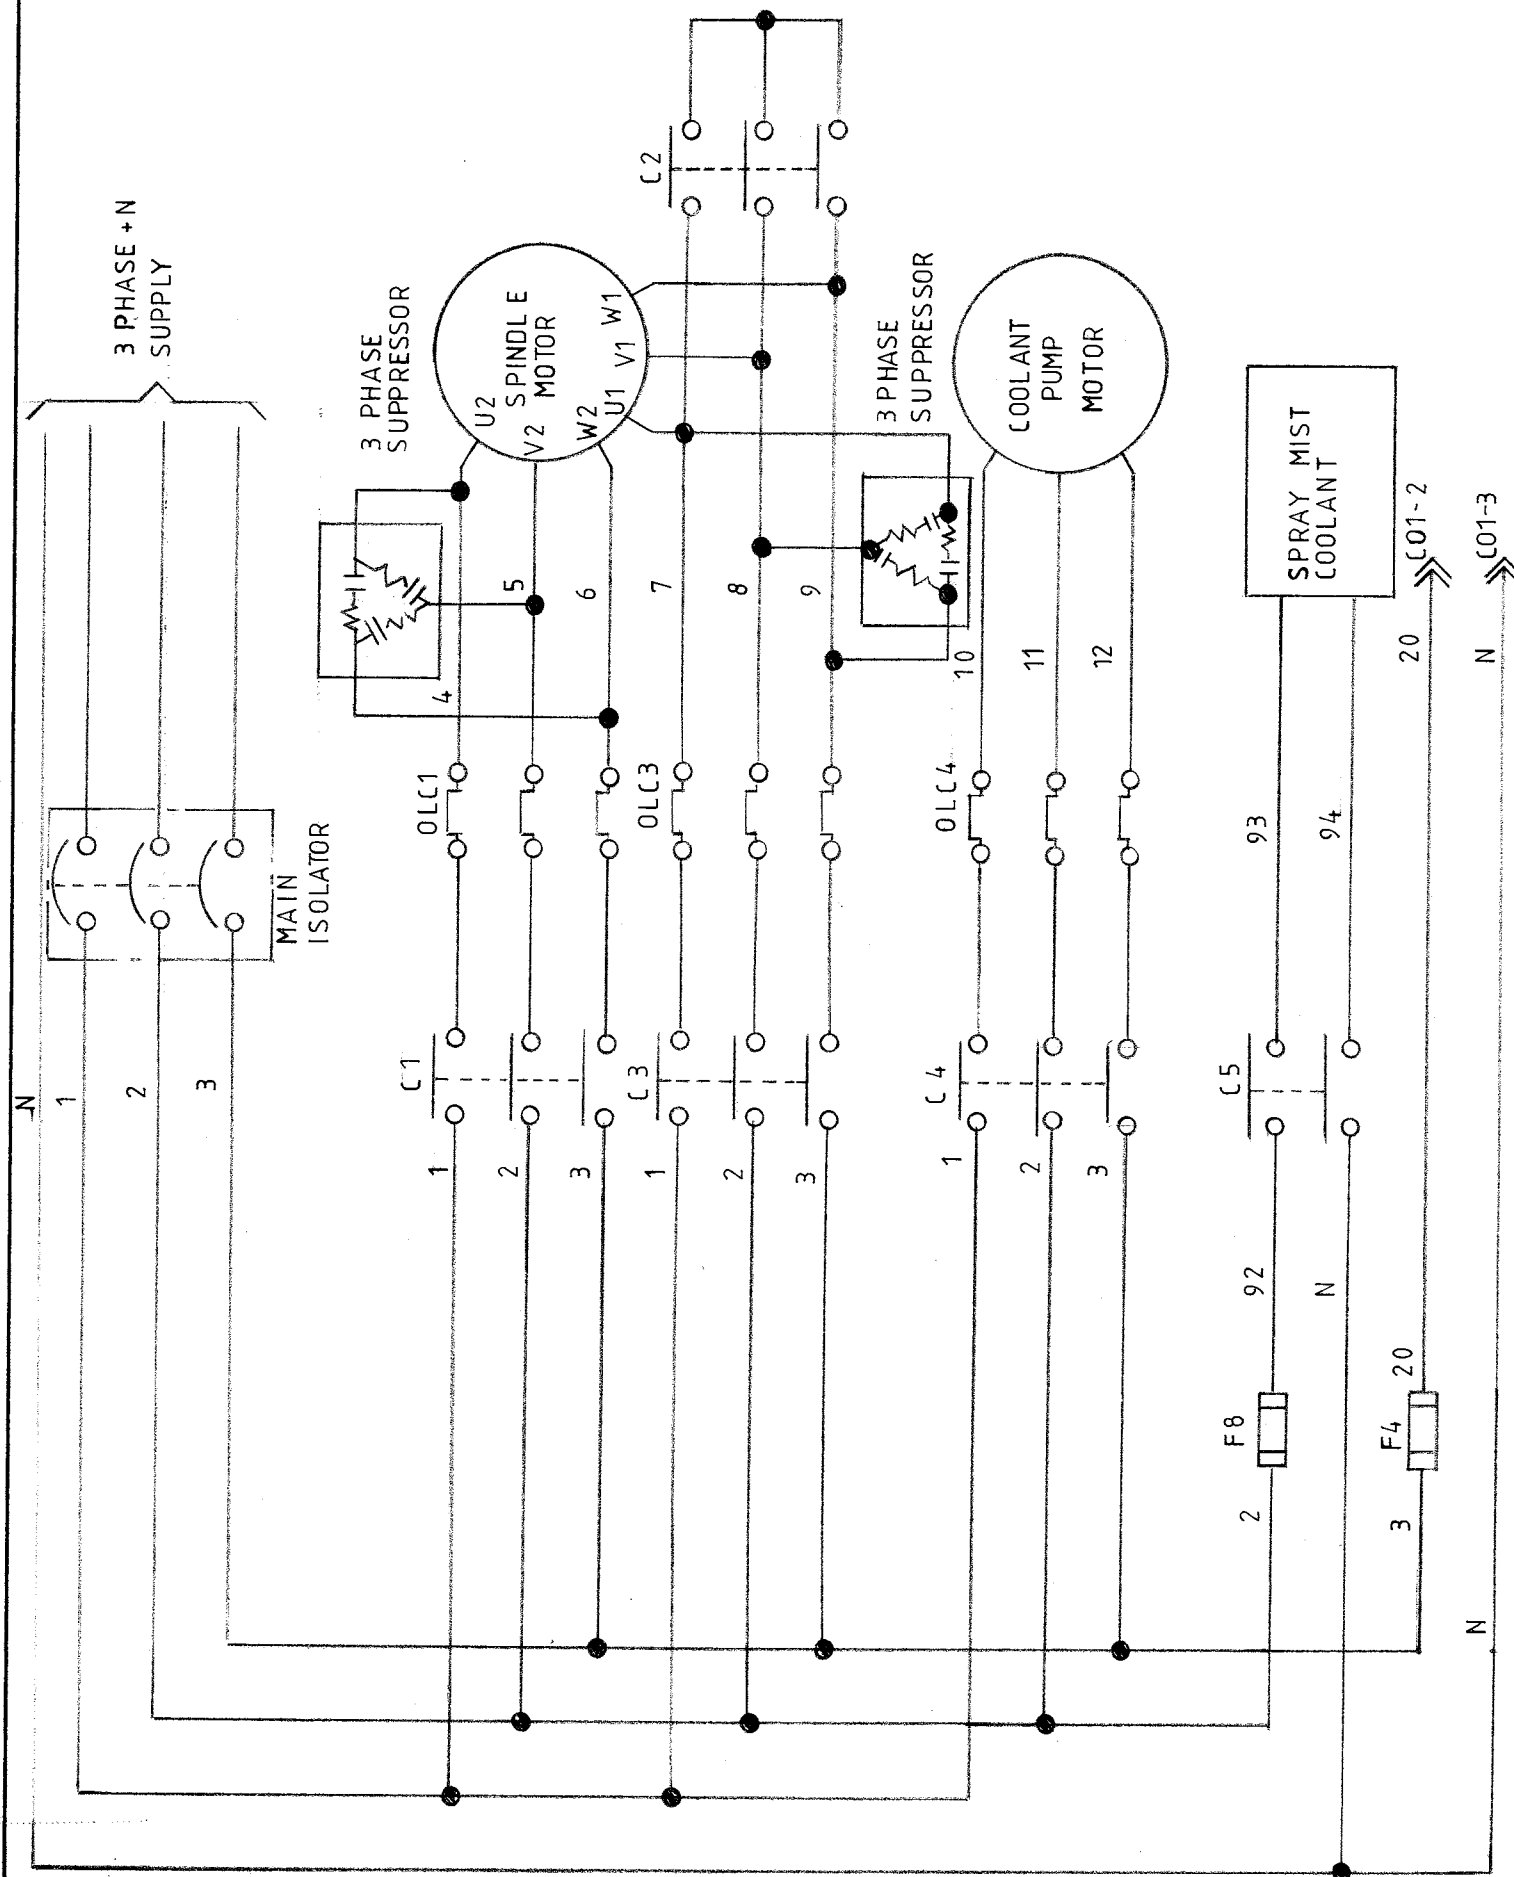 3 PHASE + N
SUPPLY
MAIN
ISOLATOR
N
1
2
3
3 PHASE
SUPPRESSOR
SPINDLE
MOTOR
U2
V2
W2
U1
V1
W1
C2
4
5
6
7
8
9
OLC1
OLC3
C1
C3
1
2
3
1
2
3
3 PHASE
SUPPRESSOR
COOLANT
PUMP
MOTOR
10
11
12
OLC4
C4
1
2
3
SPRAY MIST
COOLANT
93
94
C5
92
N
F8
2
CO1-2
20
20
F4
3
CO1-3
N
N